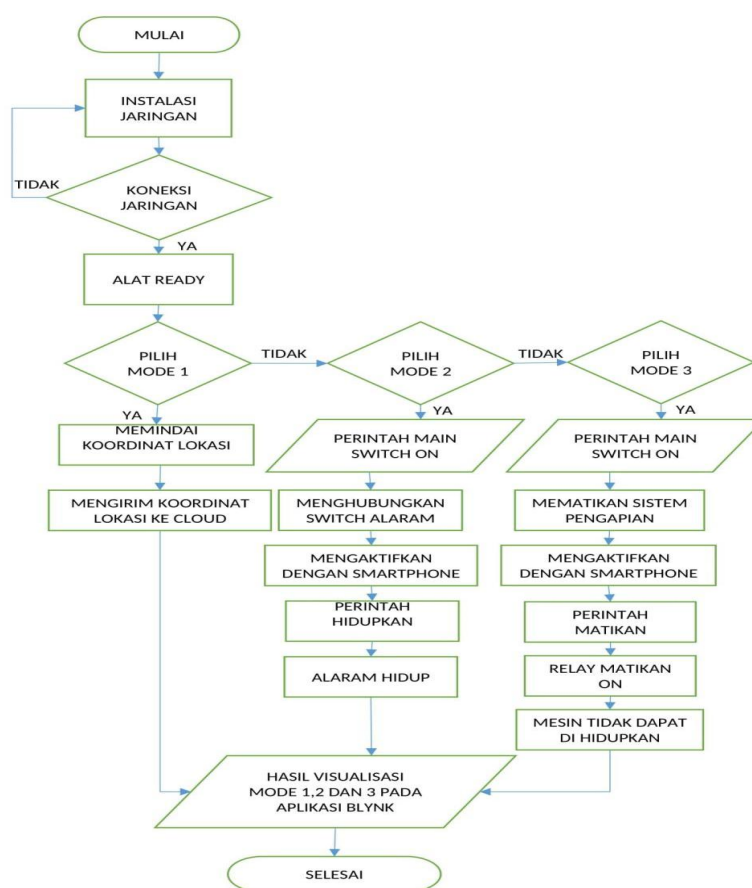 MULAI
INSTALASI
JARINGAN
TIDAK
KONEKSI
JARINGAN
YA
ALAT READY
PILIH
MODE 1
TIDAK
PILIH
MODE 2
TIDAK
PILIH
MODE 3
YA
MEMINDAI
KOORDINAT LOKASI
MENGIRIM KOORDINAT
LOKASI KE CLOUD
YA
PERINTAH MAIN
SWITCH ON
MENGHUBUNGKAN
SWITCH ALARAM
MENGAKTIFKAN
DENGAN SMARTPHONE
PERINTAH
HIDUPKAN
ALARAM HIDUP
YA
PERINTAH MAIN
SWITCH ON
MEMATIKAN SISTEM
PENGAPIAN
MENGAKTIFKAN
DENGAN SMARTPHONE
PERINTAH
MATIKAN
RELAY MATIKAN
ON
MESIN TIDAK DAPAT
DI HIDUPKAN
HASIL VISUALISASI
MODE 1,2 DAN 3 PADA
APLIKASI BLYNK
SELESAI